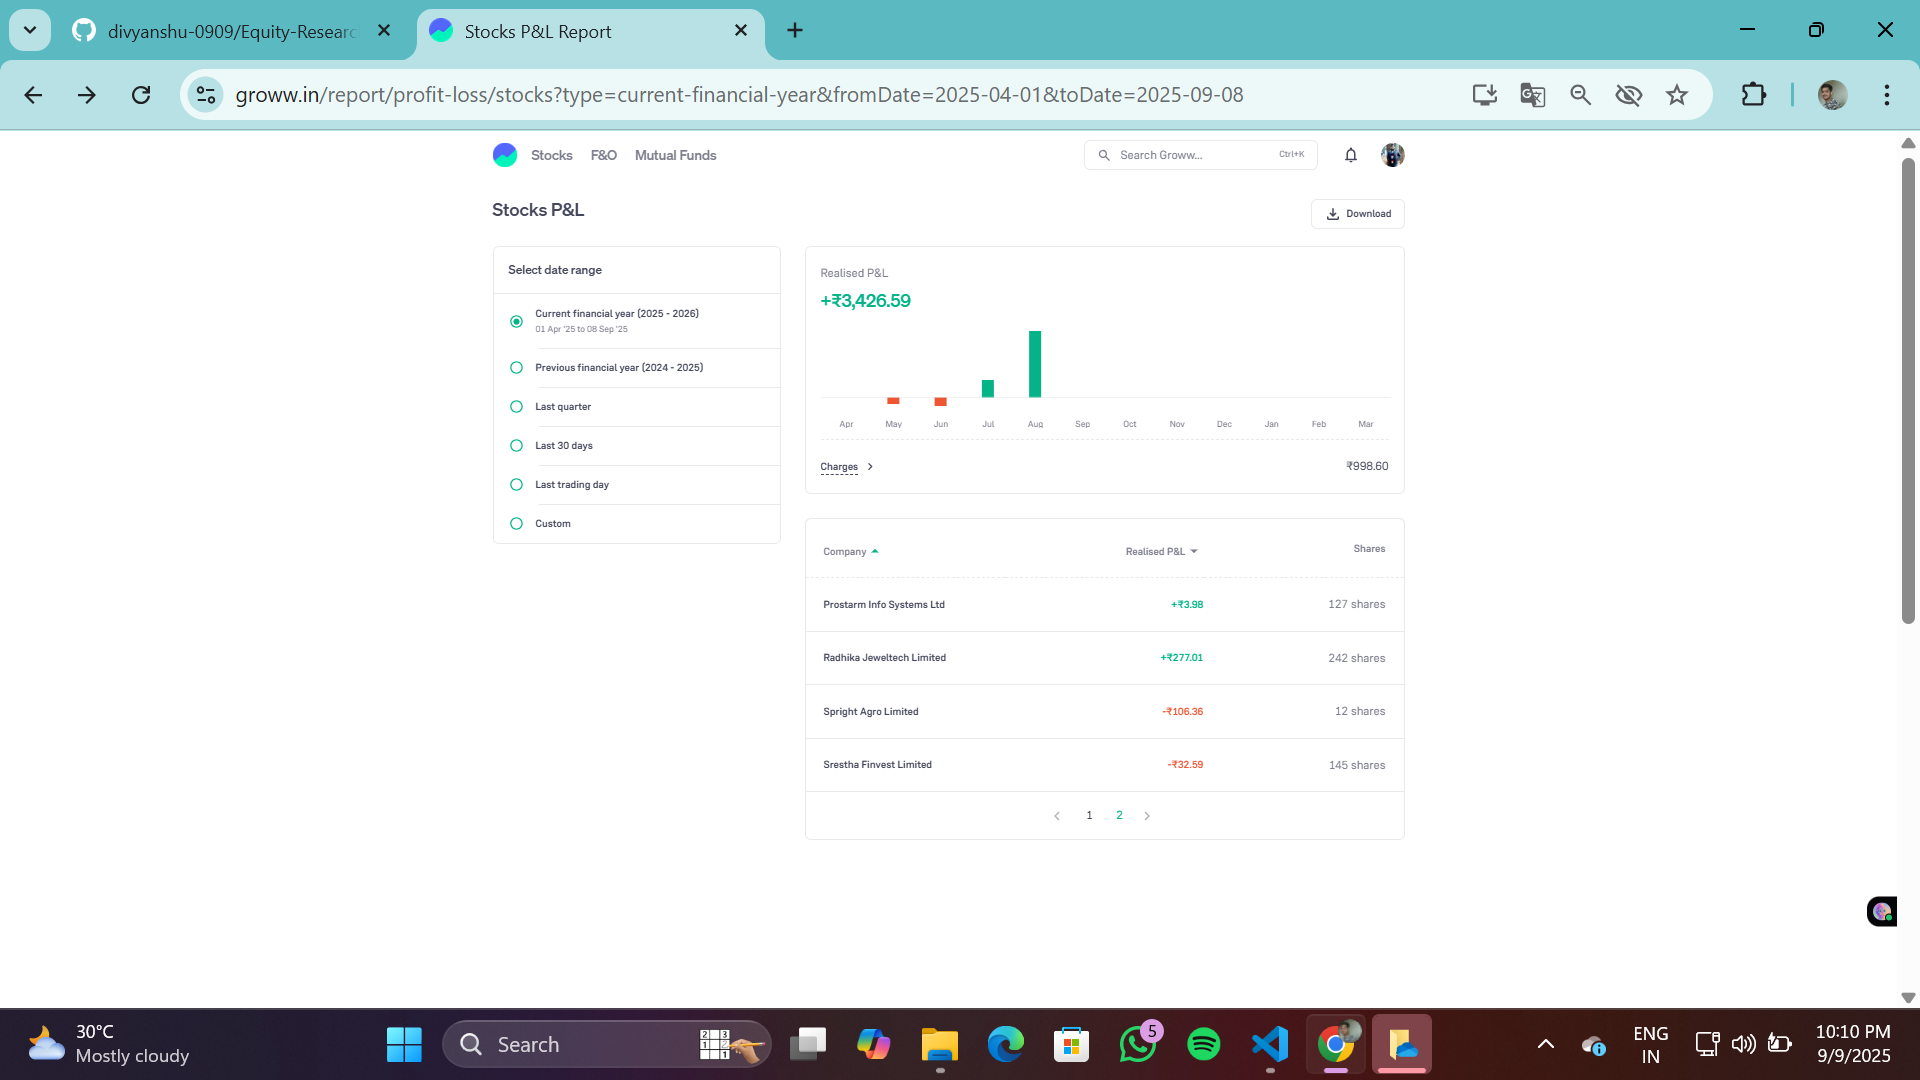 divyanshu-0909/Equity-Researc
Stocks P&L Report
groww.in/report/profit-loss/stocks?type=current-financial-year&fromDate=2025-04-01&toDate=2025-09-08
Stocks F&O Mutual Funds
Search Groww... Ctrl+K
Stocks P&L
Download
Select date range
Current financial year (2025 - 2026)
01 Apr '25 to 08 Sep '25
Previous financial year (2024 - 2025)
Last quarter
Last 30 days
Last trading day
Custom
Realised P&L
+₹3,426.59
Apr May Jun Jul Aug Sep Oct Nov Dec Jan Feb Mar
Charges ₹998.60
Company Realised P&L Shares
Prostarm Info Systems Ltd +₹3.98 127 shares
Radhika Jeweltech Limited +₹277.01 242 shares
Spright Agro Limited -₹106.36 12 shares
Srestha Finvest Limited -₹32.59 145 shares
1 2
30°C
Mostly cloudy
Search
5
ENG
IN
10:10 PM
9/9/2025